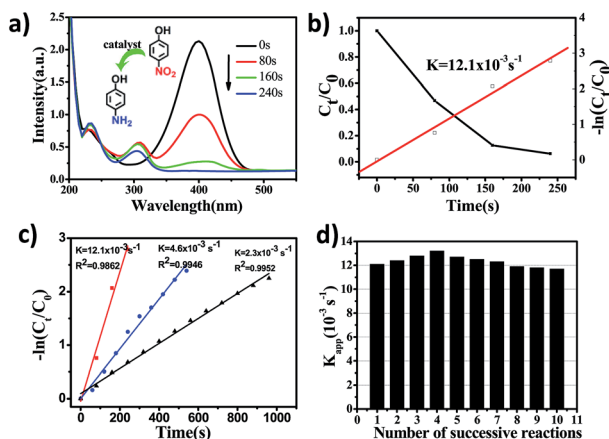 a)
catalyst
OH
NO₂
OH
NH₂
0s
80s
160s
240s
2.5
2.0
1.5
1.0
0.5
0.0
Intensity(a.u.)
200 300 400 500
Wavelength(nm)
b)
K=12.1x10⁻³ s⁻¹
1.0
0.8
0.6
0.4
0.2
0.0
Cₜ/C₀
4
3
2
1
0
-ln(Cₜ/C₀)
0 50 100 150 200 250
Time(s)
c)
K=12.1x10⁻³s⁻¹ K=4.6x10⁻³ s⁻¹ K=2.3x10⁻³ s⁻¹
R²=0.9862 R²=0.9946 R²=0.9952
3
2
1
0
-ln(Cₜ/C₀)
0 200 400 600 800 1000
Time(s)
d)
16
14
12
10
8
6
4
2
0
Kapp(10⁻³ s⁻¹)
0 1 2 3 4 5 6 7 8 9 10 11
Number of successive reactions